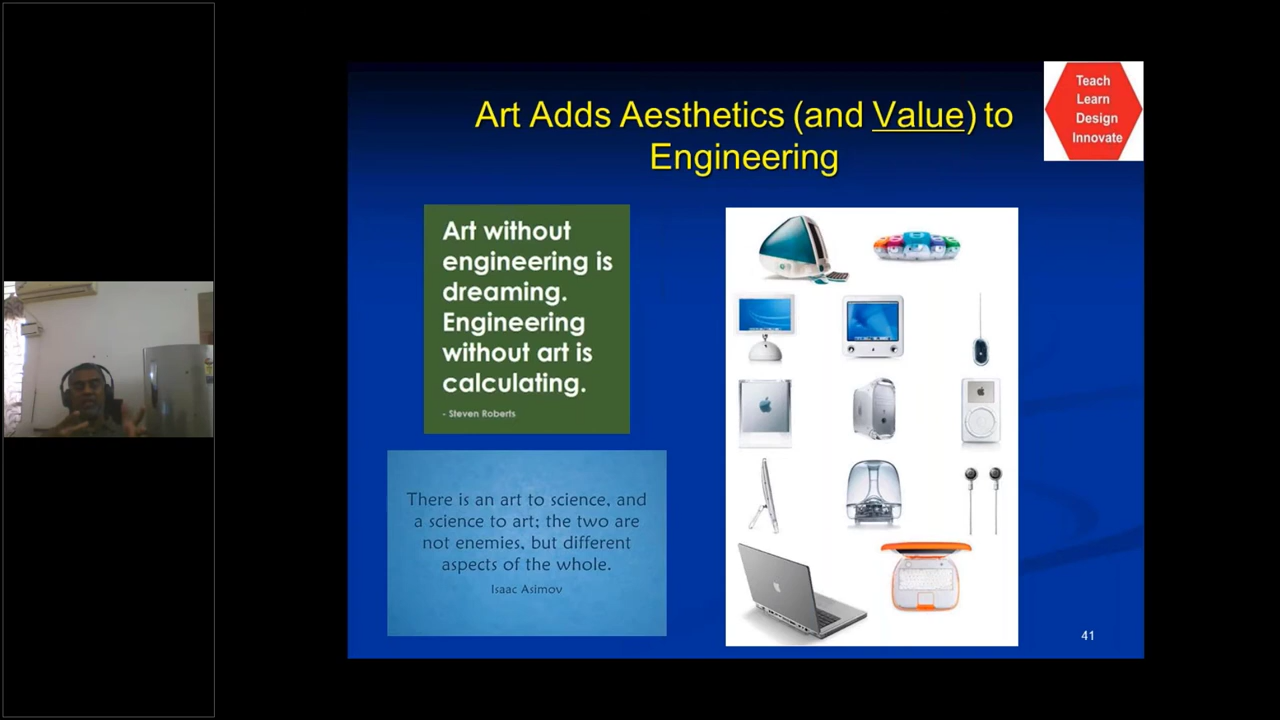 Art Adds Aesthetics (and Value) to
Engineering
Teach
Learn
Design
Innovate
Art without
engineering is
dreaming.
Engineering
without art is
calculating.
- Steven Roberts
There is an art to science, and
a science to art; the two are
not enemies, but different
aspects of the whole.
Isaac Asimov
41